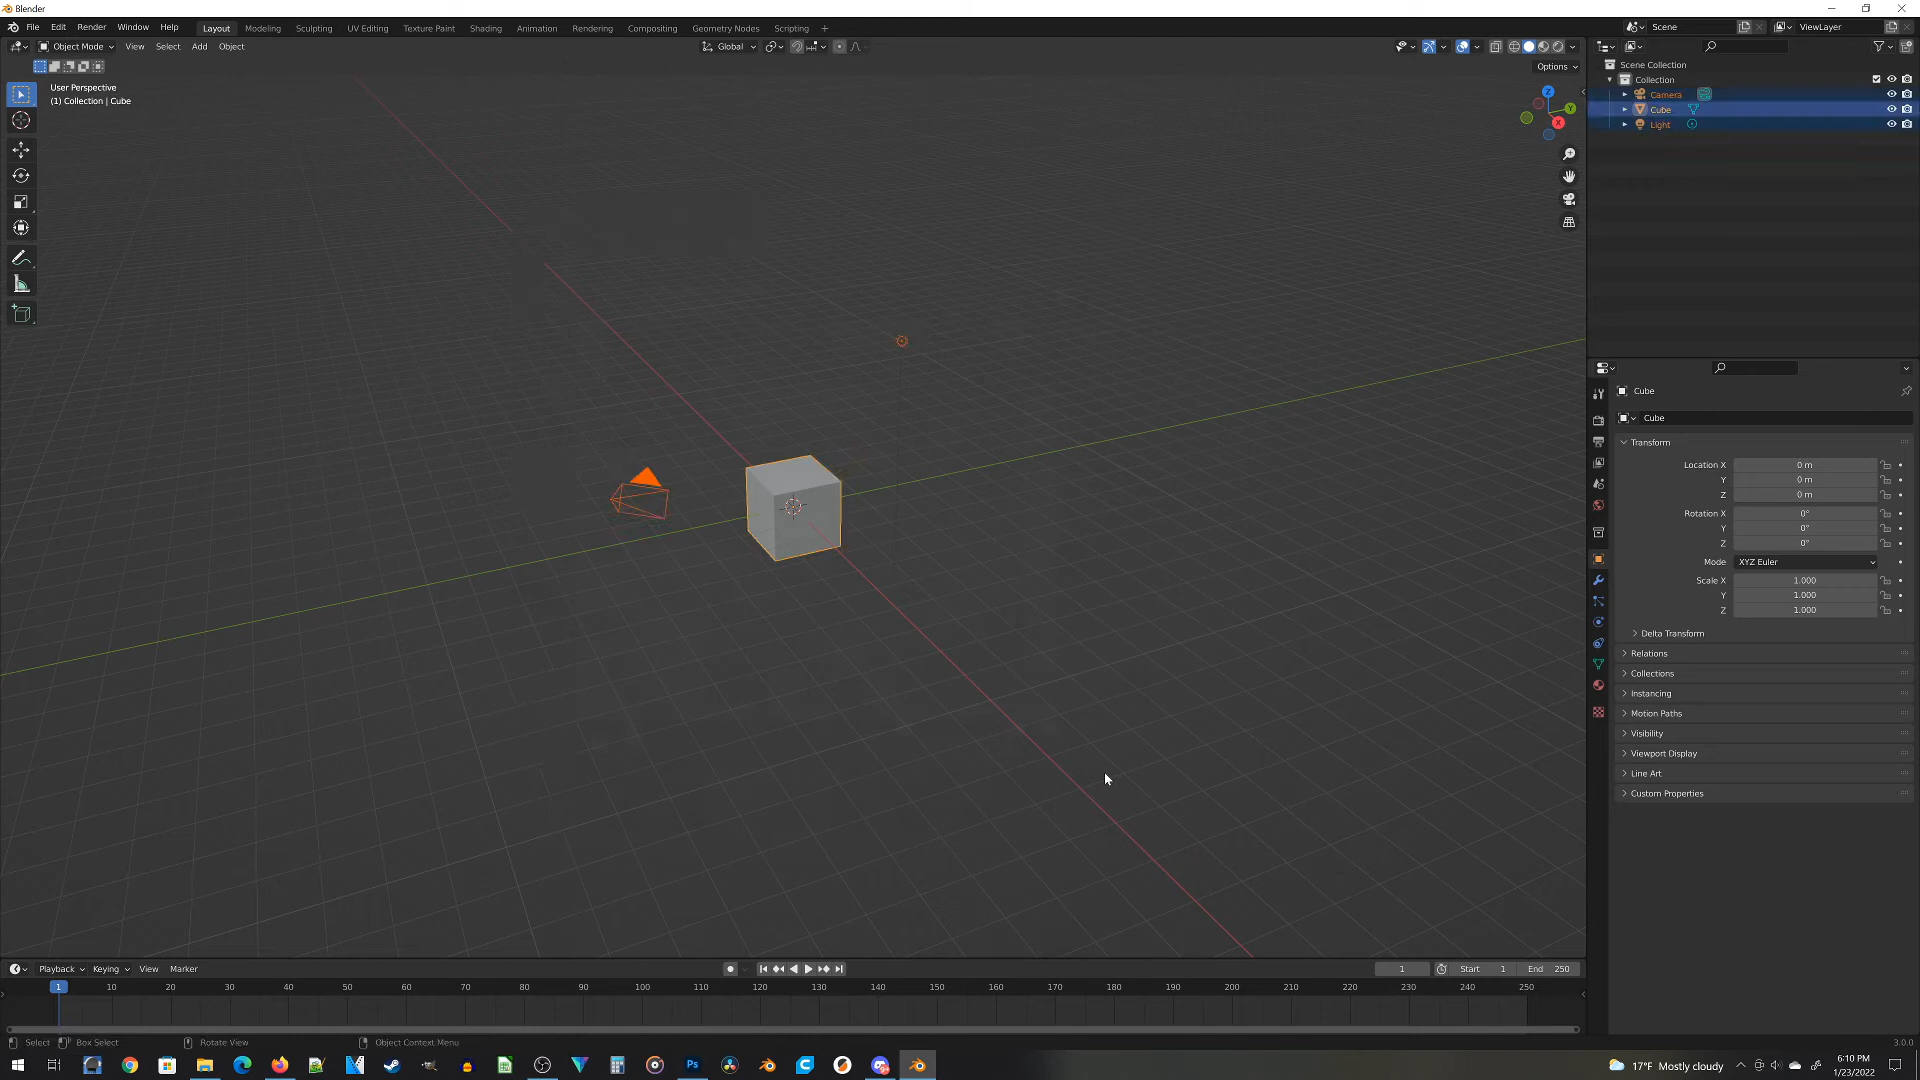 Blender
File Edit Render Window Help Layout Modeling Sculpting UV Editing Texture Paint Shading Animation Rendering Compositing Geometry Nodes Scripting + Scene ViewLayer
Object Mode View Select Add Object Global
Options
User Perspective
(1) Collection | Cube
Z
Y
X
Scene Collection
Collection
Camera
Cube
Light
Cube
Cube
Transform
Location X 0 m
Y 0 m
Z 0 m
Rotation X 0°
Y 0°
Z 0°
Mode XYZ Euler
Scale X 1.000
Y 1.000
Z 1.000
Delta Transform
Relations
Collections
Instancing
Motion Paths
Visibility
Viewport Display
Line Art
Custom Properties
Playback Keying View Marker 1 Start 1 End 250
1 10 20 30 40 50 60 70 80 90 100 110 120 130 140 150 160 170 180 190 200 210 220 230 240 250
Select Box Select Rotate View Object Context Menu 3.0.0
Ps
17°F Mostly cloudy
6:10 PM
1/23/2022